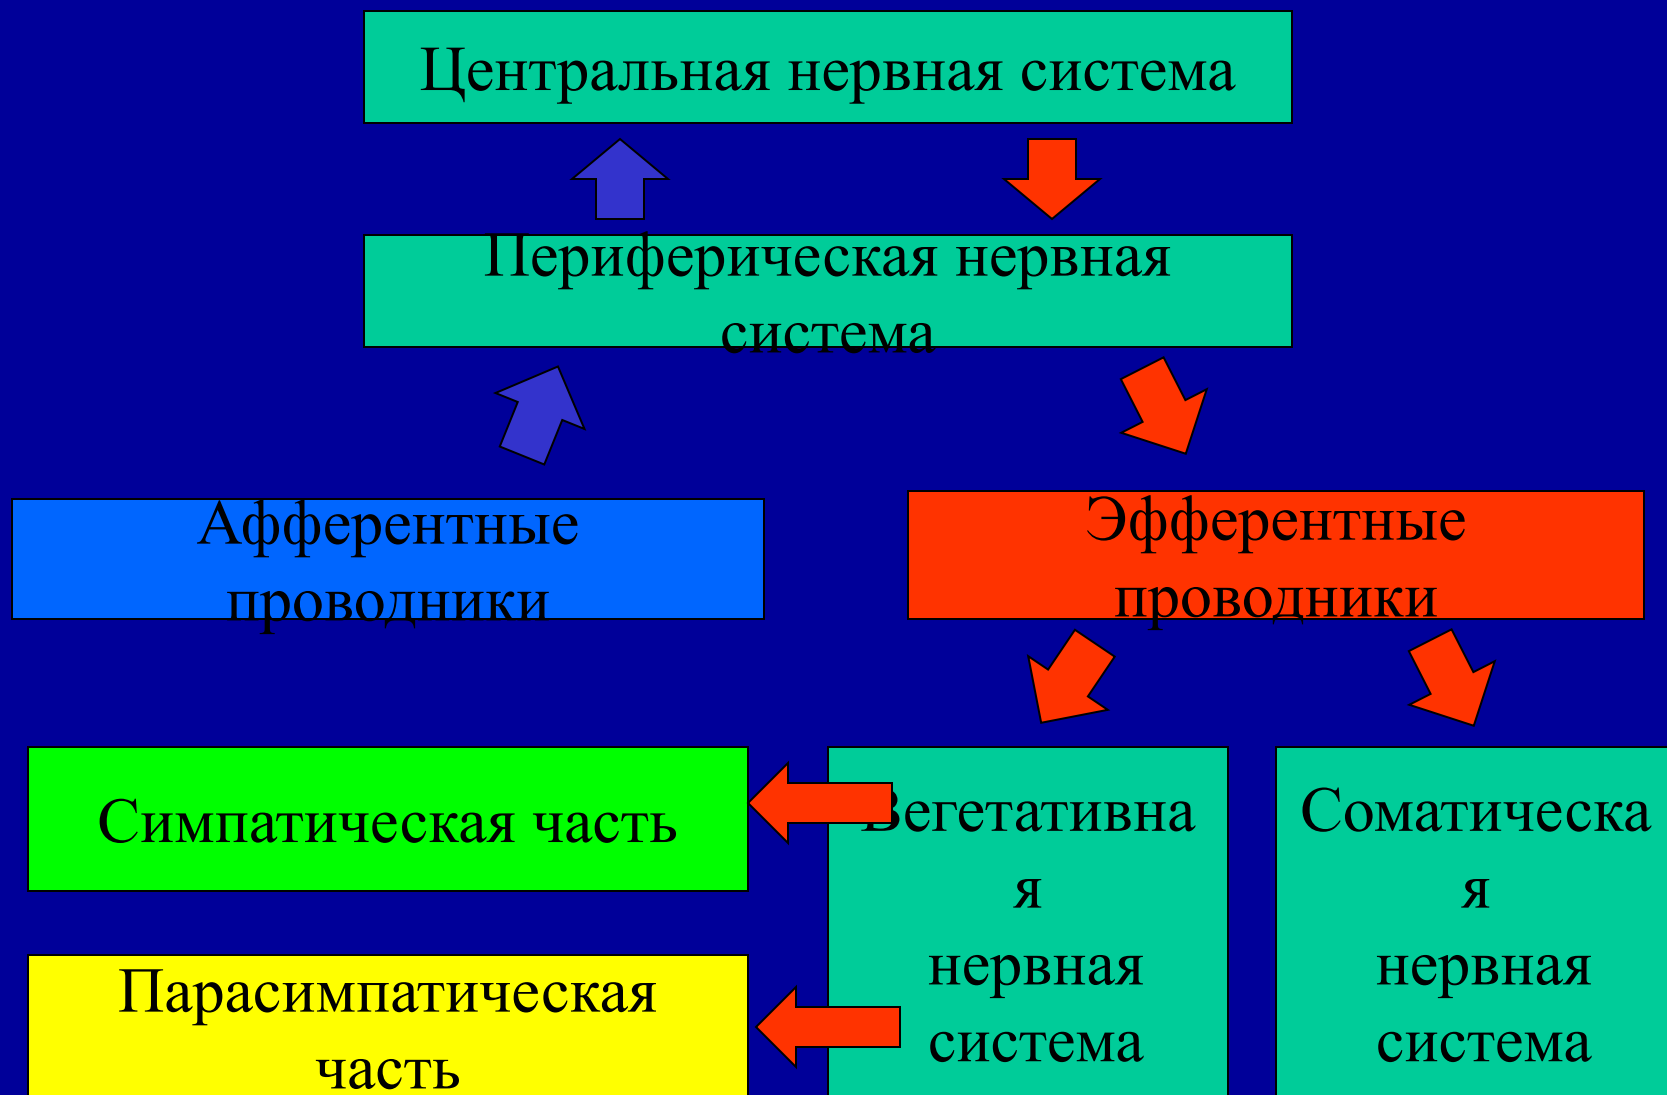 Центральная нервная система
Периферическая нервная
система
Афферентные
проводники
Эфферентные
проводники
Симпатическая часть
Парасимпатическая
часть
Вегетативна
я
нервная
система
Соматическа
я
нервная
система